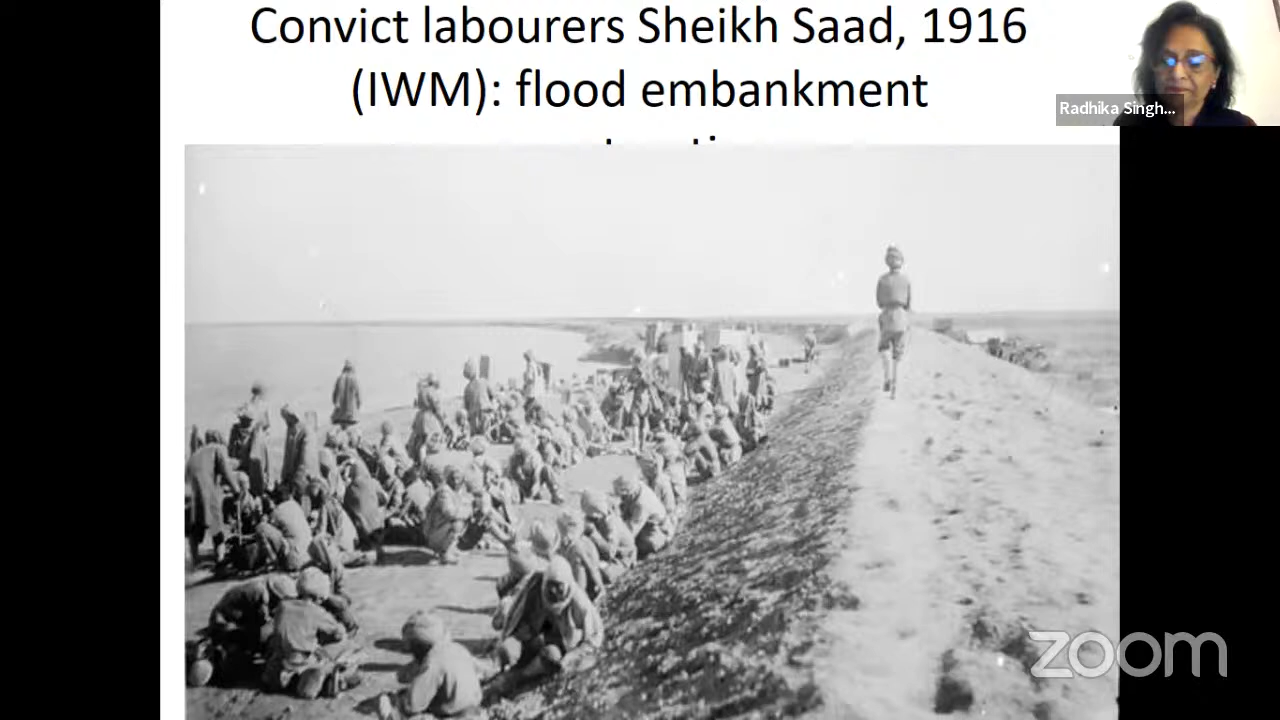 Convict labourers Sheikh Saad, 1916
(IWM): flood embankment
Radhika Singh...
zoom